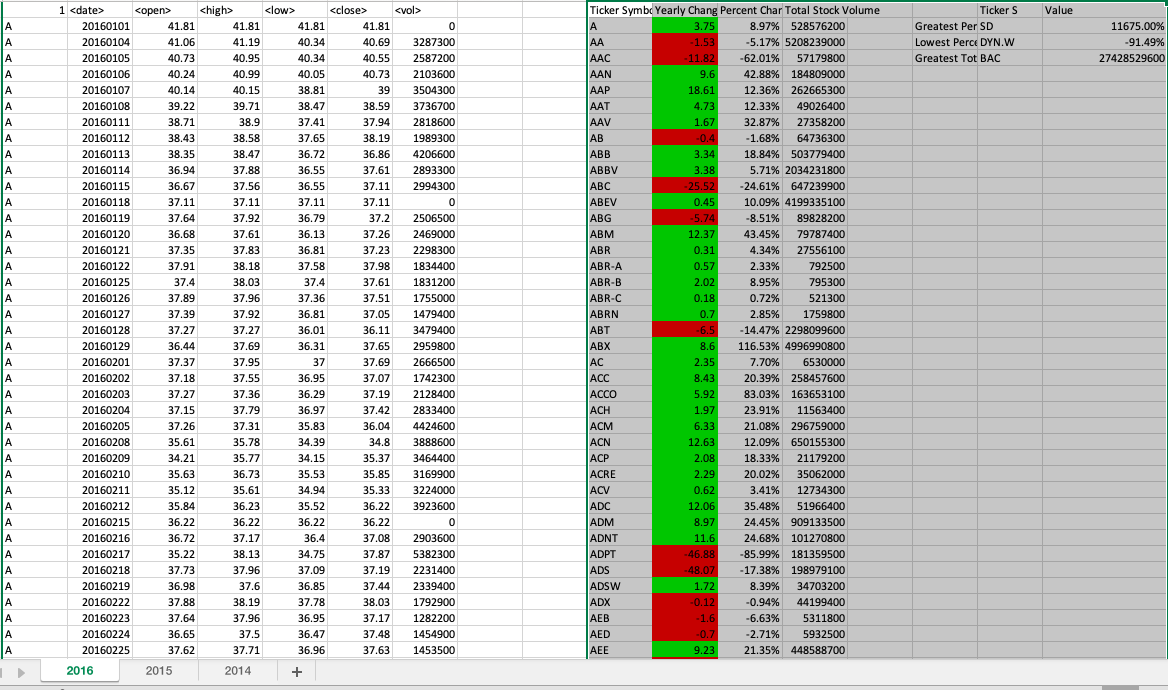 1 <date> <open> <high> <low> <close> <vol> Ticker Symbo Yearly Chang Percent Char Total Stock Volume Ticker S Value
A 20160101 41.81 41.81 41.81 41.81 0 A 3.75 8.97% 528576200 Greatest Per SD 11675.00%
A 20160104 41.06 41.19 40.34 40.69 3287300 AA -1.53 -5.17% 5208239000 Lowest Perce DYN.W -91.49%
A 20160105 40.73 40.95 40.34 40.55 2587200 AAC -11.82 -62.01% 57179800 Greatest Tot BAC 27428529600
A 20160106 40.24 40.99 40.05 40.73 2103600 AAN 9.6 42.88% 184809000
A 20160107 40.14 40.15 38.81 39 3504300 AAP 18.61 12.36% 262665300
A 20160108 39.22 39.71 38.47 38.59 3736700 AAT 4.73 12.33% 49026400
A 20160111 38.71 38.9 37.41 37.94 2818600 AAV 1.67 32.87% 27358200
A 20160112 38.43 38.58 37.65 38.19 1989300 AB -0.4 -1.68% 64736300
A 20160113 38.35 38.47 36.72 36.86 4206600 ABB 3.34 18.84% 503779400
A 20160114 36.94 37.88 36.55 37.61 2893300 ABBV 3.38 5.71% 2034231800
A 20160115 36.67 37.56 36.55 37.11 2994300 ABC -25.52 -24.61% 647239900
A 20160118 37.11 37.11 37.11 37.11 0 ABEV 0.45 10.09% 4199335100
A 20160119 37.64 37.92 36.79 37.2 2506500 ABG -5.74 -8.51% 89828200
A 20160120 36.68 37.61 36.13 37.26 2469000 ABM 12.37 43.45% 79787400
A 20160121 37.35 37.83 36.81 37.23 2298300 ABR 0.31 4.34% 27556100
A 20160122 37.91 38.18 37.58 37.98 1834400 ABR-A 0.57 2.33% 792500
A 20160125 37.4 38.03 37.4 37.61 1831200 ABR-B 2.02 8.95% 795300
A 20160126 37.89 37.96 37.36 37.51 1755000 ABR-C 0.18 0.72% 521300
A 20160127 37.39 37.92 36.81 37.05 1479400 ABRN 0.7 2.85% 1759800
A 20160128 37.27 37.27 36.01 36.11 3479400 ABT -6.5 -14.47% 2298099600
A 20160129 36.44 37.69 36.31 37.65 2959800 ABX 8.6 116.53% 4996990800
A 20160201 37.37 37.95 37 37.69 2666500 AC 2.35 7.70% 6530000
A 20160202 37.18 37.55 36.95 37.07 1742300 ACC 8.43 20.39% 258457600
A 20160203 37.27 37.36 36.29 37.19 2128400 ACCO 5.92 83.03% 163653100
A 20160204 37.15 37.79 36.97 37.42 2833400 ACH 1.97 23.91% 11563400
A 20160205 37.26 37.31 35.83 36.04 4424600 ACM 6.33 21.08% 296759000
A 20160208 35.61 35.78 34.39 34.8 3888600 ACN 12.63 12.09% 650155300
A 20160209 34.21 35.77 34.15 35.37 3464400 ACP 2.08 18.33% 21179200
A 20160210 35.63 36.73 35.53 35.85 3169900 ACRE 2.29 20.02% 35062000
A 20160211 35.12 35.61 34.94 35.33 3224000 ACV 0.62 3.41% 12734300
A 20160212 35.84 36.23 35.52 36.22 3923600 ADC 12.06 35.48% 51966400
A 20160215 36.22 36.22 36.22 36.22 0 ADM 8.97 24.45% 909133500
A 20160216 36.72 37.17 36.4 37.08 2903600 ADNT 11.6 24.68% 101270800
A 20160217 35.22 38.13 34.75 37.87 5382300 ADPT -46.88 -85.99% 181359500
A 20160218 37.73 37.96 37.09 37.19 2231400 ADS -48.07 -17.38% 198979100
A 20160219 36.98 37.6 36.85 37.44 2339400 ADSW 1.72 8.39% 34703200
A 20160222 37.88 38.19 37.78 38.03 1792900 ADX -0.12 -0.94% 44199400
A 20160223 37.64 37.96 36.95 37.17 1282200 AEB -1.6 -6.63% 5311800
A 20160224 36.65 37.5 36.47 37.48 1454900 AED -0.7 -2.71% 5932500
A 20160225 37.62 37.71 36.96 37.63 1453500 AEE 9.23 21.35% 448588700
2016 2015 2014 +